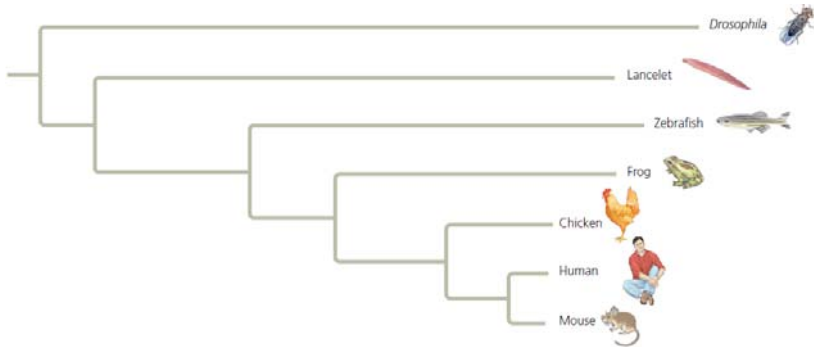 Drosophila
Lancelet
Zebrafish
Frog
Chicken
Human
Mouse